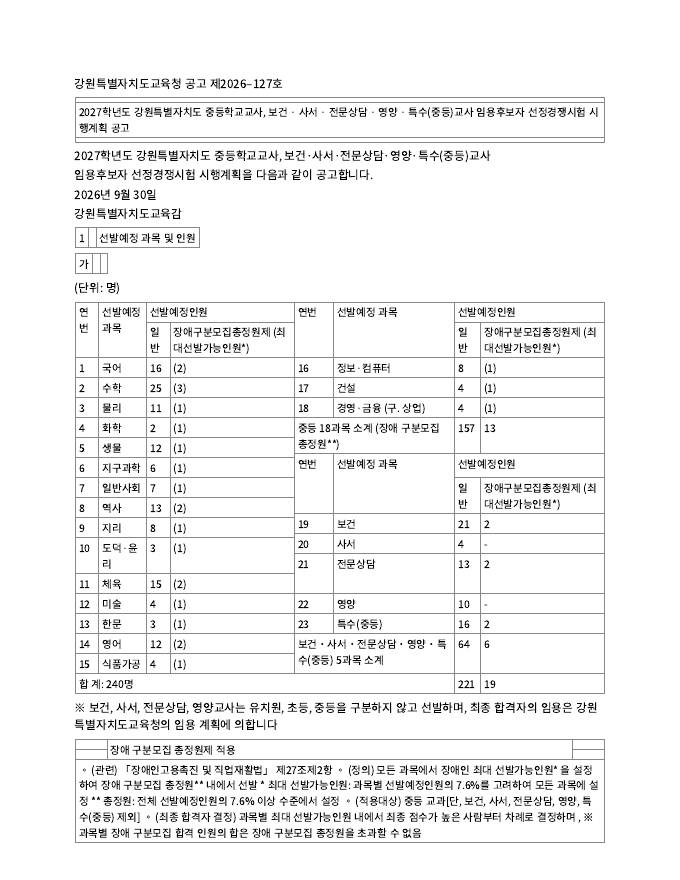 강원특별자치도교육청 공고 제2026-127호
2027학년도 강원특별자치도 중등학교교사, 보건 · 사서 · 전문상담 · 영양 · 특수(중등)교사 임용후보자 선정경쟁시험 시
행계획 공고
2027학년도 강원특별자치도 중등학교교사, 보건·사서·전문상담·영양·특수(중등)교사
임용후보자 선정경쟁시험 시행계획을 다음과 같이 공고합니다.
2026년 9월 30일
강원특별자치도교육감
1 선발예정 과목 및 인원
가
(단위: 명)
연번 선발예정 과목 선발예정인원
일반 장애구분모집총정원제 (최대선발가능인원*)
1 국어 16 (2)
2 수학 25 (3)
3 물리 11 (1)
4 화학 2 (1)
5 생물 12 (1)
6 지구과학 6 (1)
7 일반사회 7 (1)
8 역사 13 (2)
9 지리 8 (1)
10 도덕·윤리 3 (1)
11 체육 15 (2)
12 미술 4 (1)
13 한문 3 (1)
14 영어 12 (2)
15 식품가공 4 (1)
연번 선발예정 과목 선발예정인원
일반 장애구분모집총정원제 (최대선발가능인원*)
16 정보·컴퓨터 8 (1)
17 건설 4 (1)
18 경영·금융 (구. 상업) 4 (1)
중등 18과목 소계 (장애 구분모집 총정원**) 157 13
연번 선발예정 과목 선발예정인원
일반 장애구분모집총정원제 (최대선발가능인원*)
19 보건 21 2
20 사서 4 -
21 전문상담 13 2
22 영양 10 -
23 특수(중등) 16 2
보건·사서·전문상담·영양·특수(중등) 5과목 소계 64 6
합 계: 240명 221 19
※ 보건, 사서, 전문상담, 영양교사는 유치원, 초등, 중등을 구분하지 않고 선발하며, 최종 합격자의 임용은 강원
특별자치도교육청의 임용 계획에 의합니다
장애 구분모집 총정원제 적용
◦ (관련) 「장애인고용촉진 및 직업재활법」 제27조제2항 ◦ (정의) 모든 과목에서 장애인 최대 선발가능인원* 을 설정
하여 장애 구분모집 총정원** 내에서 선발 * 최대 선발가능인원: 과목별 선발예정인원의 7.6%를 고려하여 모든 과목에 설
정 ** 총정원: 전체 선발예정인원의 7.6% 이상 수준에서 설정 ◦ (적용대상) 중등 교과[단, 보건, 사서, 전문상담, 영양, 특
수(중등) 제외] ◦ (최종 합격자 결정) 과목별 최대 선발가능인원 내에서 최종 점수가 높은 사람부터 차례로 결정하며 , ※
과목별 장애 구분모집 합격 인원의 합은 장애 구분모집 총정원을 초과할 수 없음